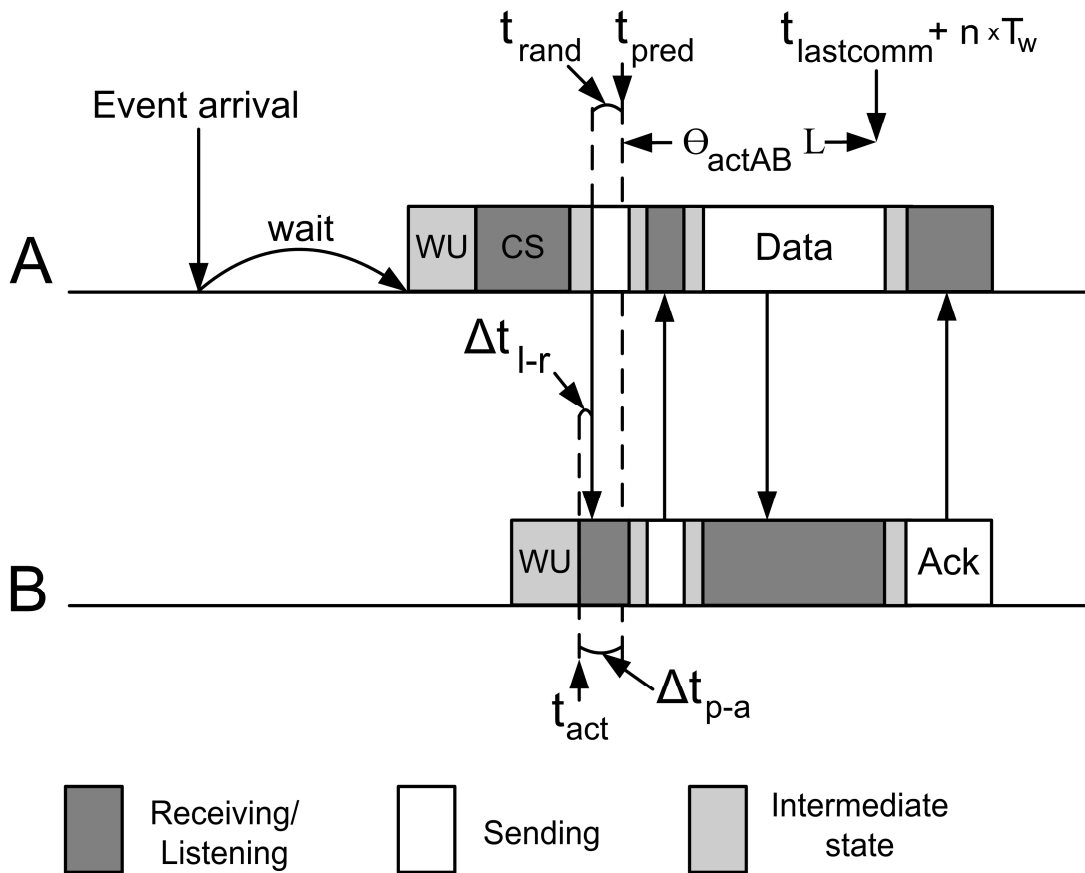 t_rand t_pred t_lastcomm + n × T_w
Event arrival
Θ_actAB L
wait
A WU CS Data
Δt_l-r
B WU Ack
t_act Δt_p-a
Receiving/
Listening
Sending
Intermediate
state